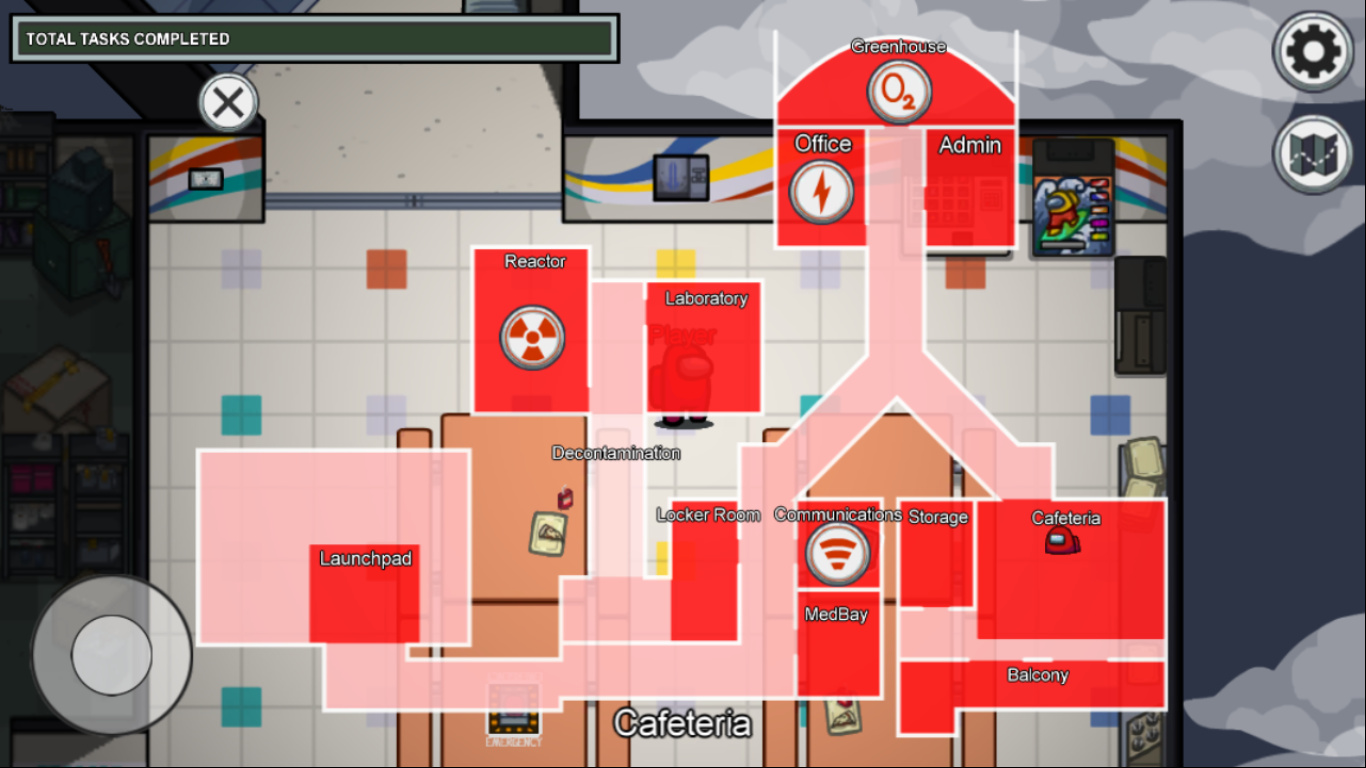 TOTAL TASKS COMPLETED
Greenhouse
O2
Office
Admin
Reactor
Laboratory
Player
Decontamination
Locker Room
Communications
Storage
Cafeteria
Launchpad
MedBay
Balcony
Cafeteria
EMERGENCY